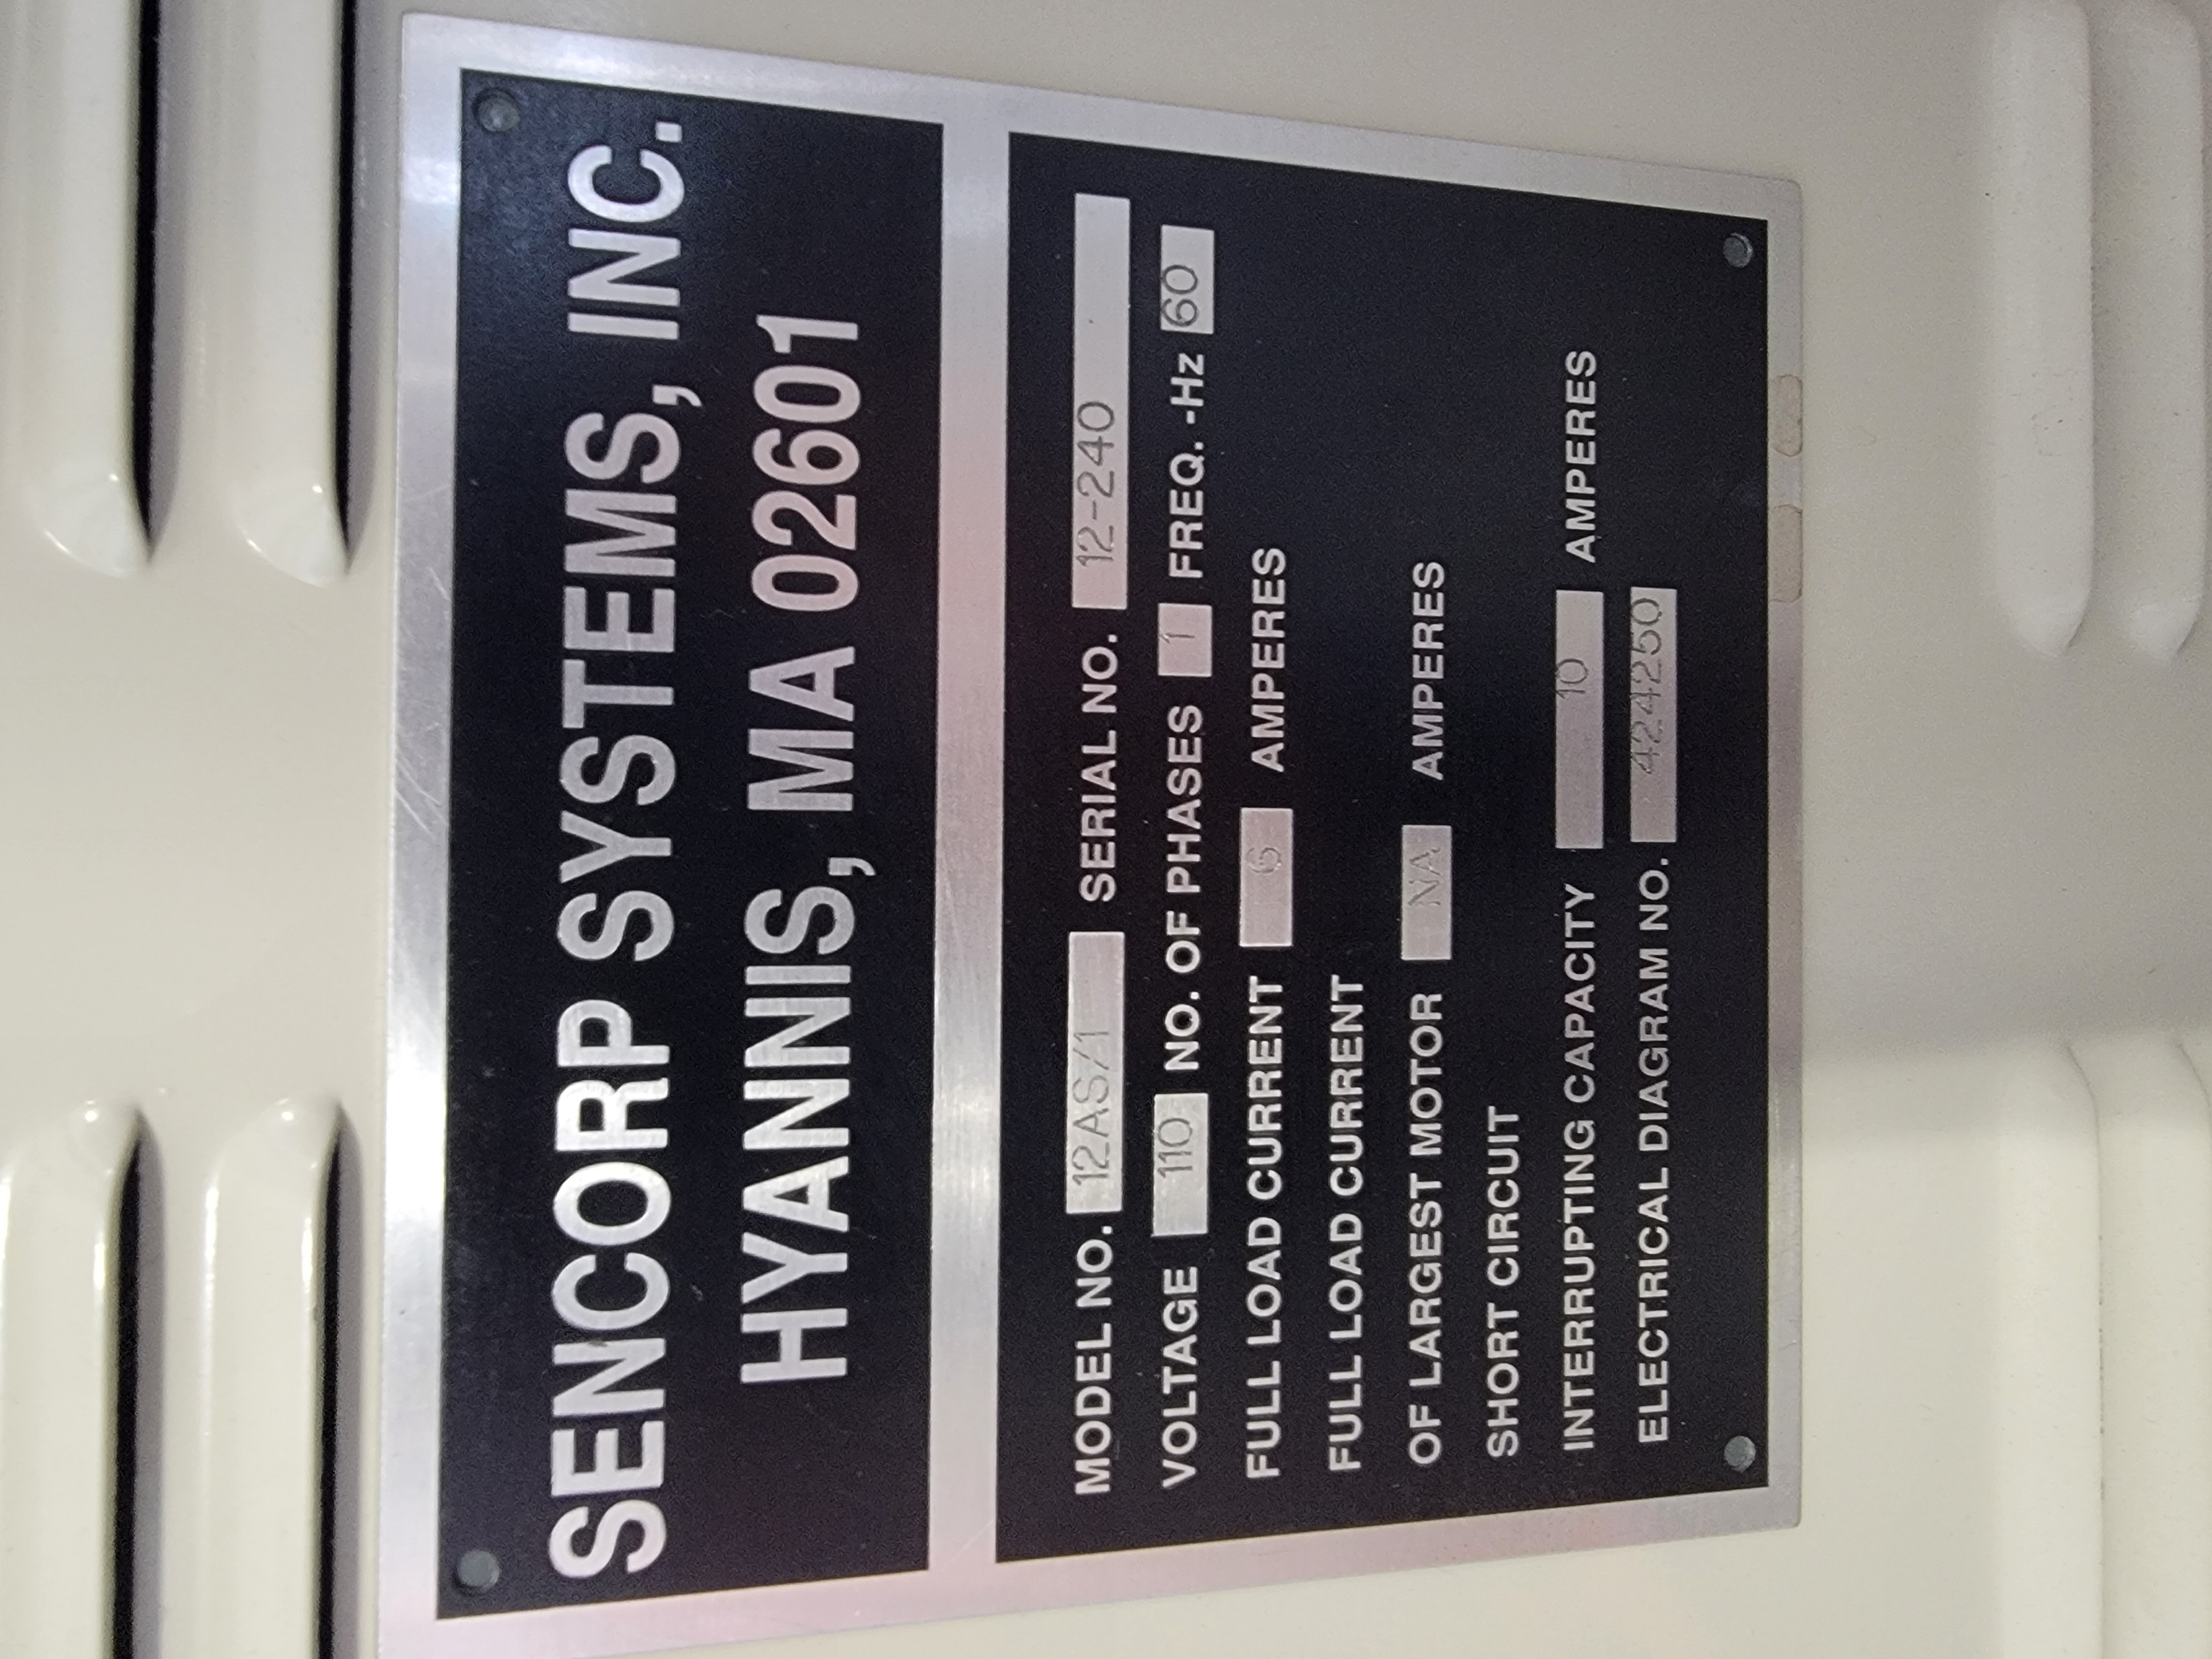 SENCORP SYSTEMS, INC.
HYANNIS, MA 02601
MODEL NO. 12AS/1 SERIAL NO. 12-240
VOLTAGE 110 NO. OF PHASES 1 FREQ. -Hz 60
FULL LOAD CURRENT 6 AMPERES
FULL LOAD CURRENT
OF LARGEST MOTOR NA AMPERES
SHORT CIRCUIT
INTERRUPTING CAPACITY 10 AMPERES
ELECTRICAL DIAGRAM NO. 424250